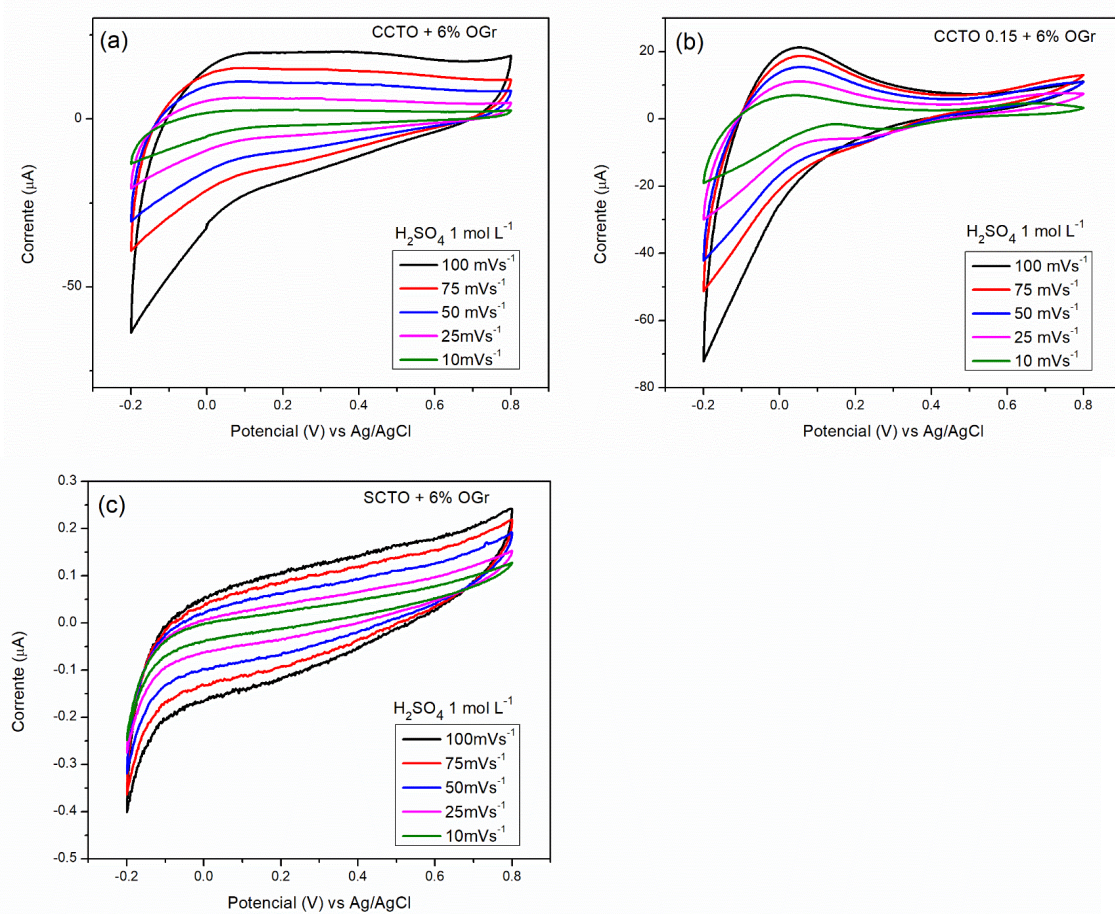 (a)
CCTO + 6% OGr
0
-50
Corrente (µA)
H₂SO₄ 1 mol L⁻¹
100 mVs⁻¹
75 mVs⁻¹
50 mVs⁻¹
25mVs⁻¹
10mVs⁻¹
-0.2 0.0 0.2 0.4 0.6 0.8
Potencial (V) vs Ag/AgCl
(b)
CCTO 0.15 + 6% OGr
20
0
-20
-40
-60
-80
Corrente (µA)
H₂SO₄ 1 mol L⁻¹
100 mVs⁻¹
75 mVs⁻¹
50 mVs⁻¹
25 mVs⁻¹
10 mVs⁻¹
-0.2 0.0 0.2 0.4 0.6 0.8
Potencial (V) vs Ag/AgCl
(c)
SCTO + 6% OGr
0.3
0.2
0.1
0.0
-0.1
-0.2
-0.3
-0.4
-0.5
Corrente (µA)
H₂SO₄ 1 mol L⁻¹
100mVs⁻¹
75mVs⁻¹
50mVs⁻¹
25mVs⁻¹
10mVs⁻¹
-0.2 0.0 0.2 0.4 0.6 0.8
Potencial (V) vs Ag/AgCl